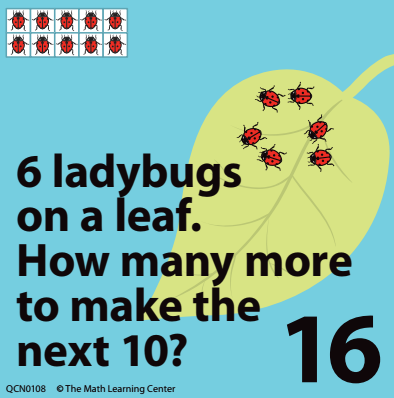 6 ladybugs
on a leaf.
How many more
to make the
next 10?
16
QCN0108 © The Math Learning Center